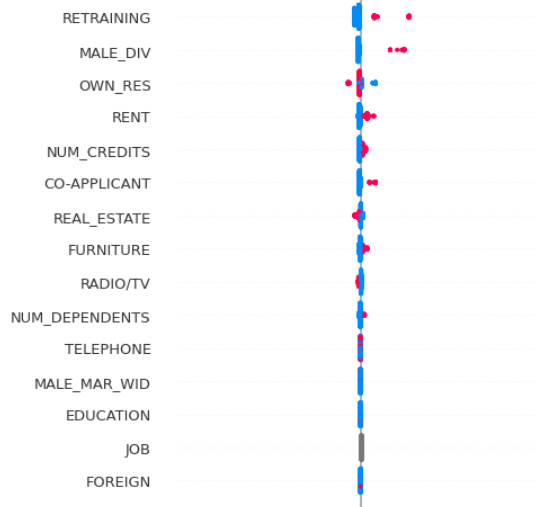 RETRAINING
MALE_DIV
OWN_RES
RENT
NUM_CREDITS
CO-APPLICANT
REAL_ESTATE
FURNITURE
RADIO/TV
NUM_DEPENDENTS
TELEPHONE
MALE_MAR_WID
EDUCATION
JOB
FOREIGN